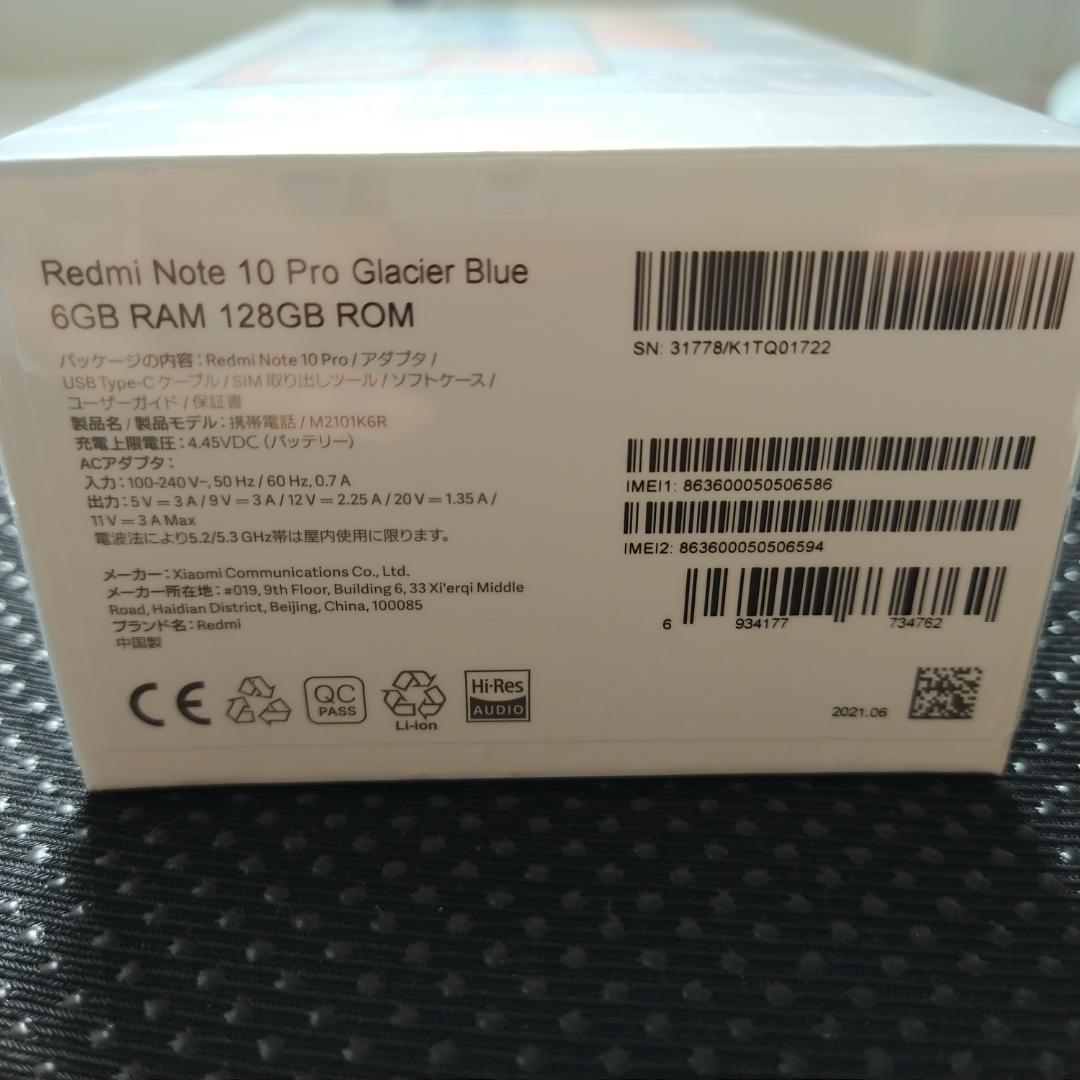 Redmi Note 10 Pro Glacier Blue
6GB RAM 128GB ROM
パッケージの内容：Redmi Note 10 Pro / アダプタ /
USB Type-C ケーブル / SIM 取り出しツール / ソフトケース /
ユーザーガイド / 保証書
製品名 / 製品モデル：携帯電話 / M2101K6R
充電上限電圧：4.45VDC（バッテリー）
ACアダプタ：
入力：100-240 V~, 50 Hz / 60 Hz, 0.7 A
出力：5 V = 3 A / 9 V = 3 A / 12 V = 2.25 A / 20 V = 1.35 A /
11 V = 3 A Max
電波法により5.2/5.3 GHz帯は屋内使用に限ります。
メーカー：Xiaomi Communications Co., Ltd.
メーカー所在地：#019, 9th Floor, Building 6, 33 Xi'erqi Middle
Road, Haidian District, Beijing, China, 100085
ブランド名：Redmi
中国製
CE
QC
PASS
Li-ion
Hi-Res
AUDIO
SN: 31778/K1TQ01722
IMEI1: 863600050506586
IMEI2: 863600050506594
6 934177 734762
2021.06